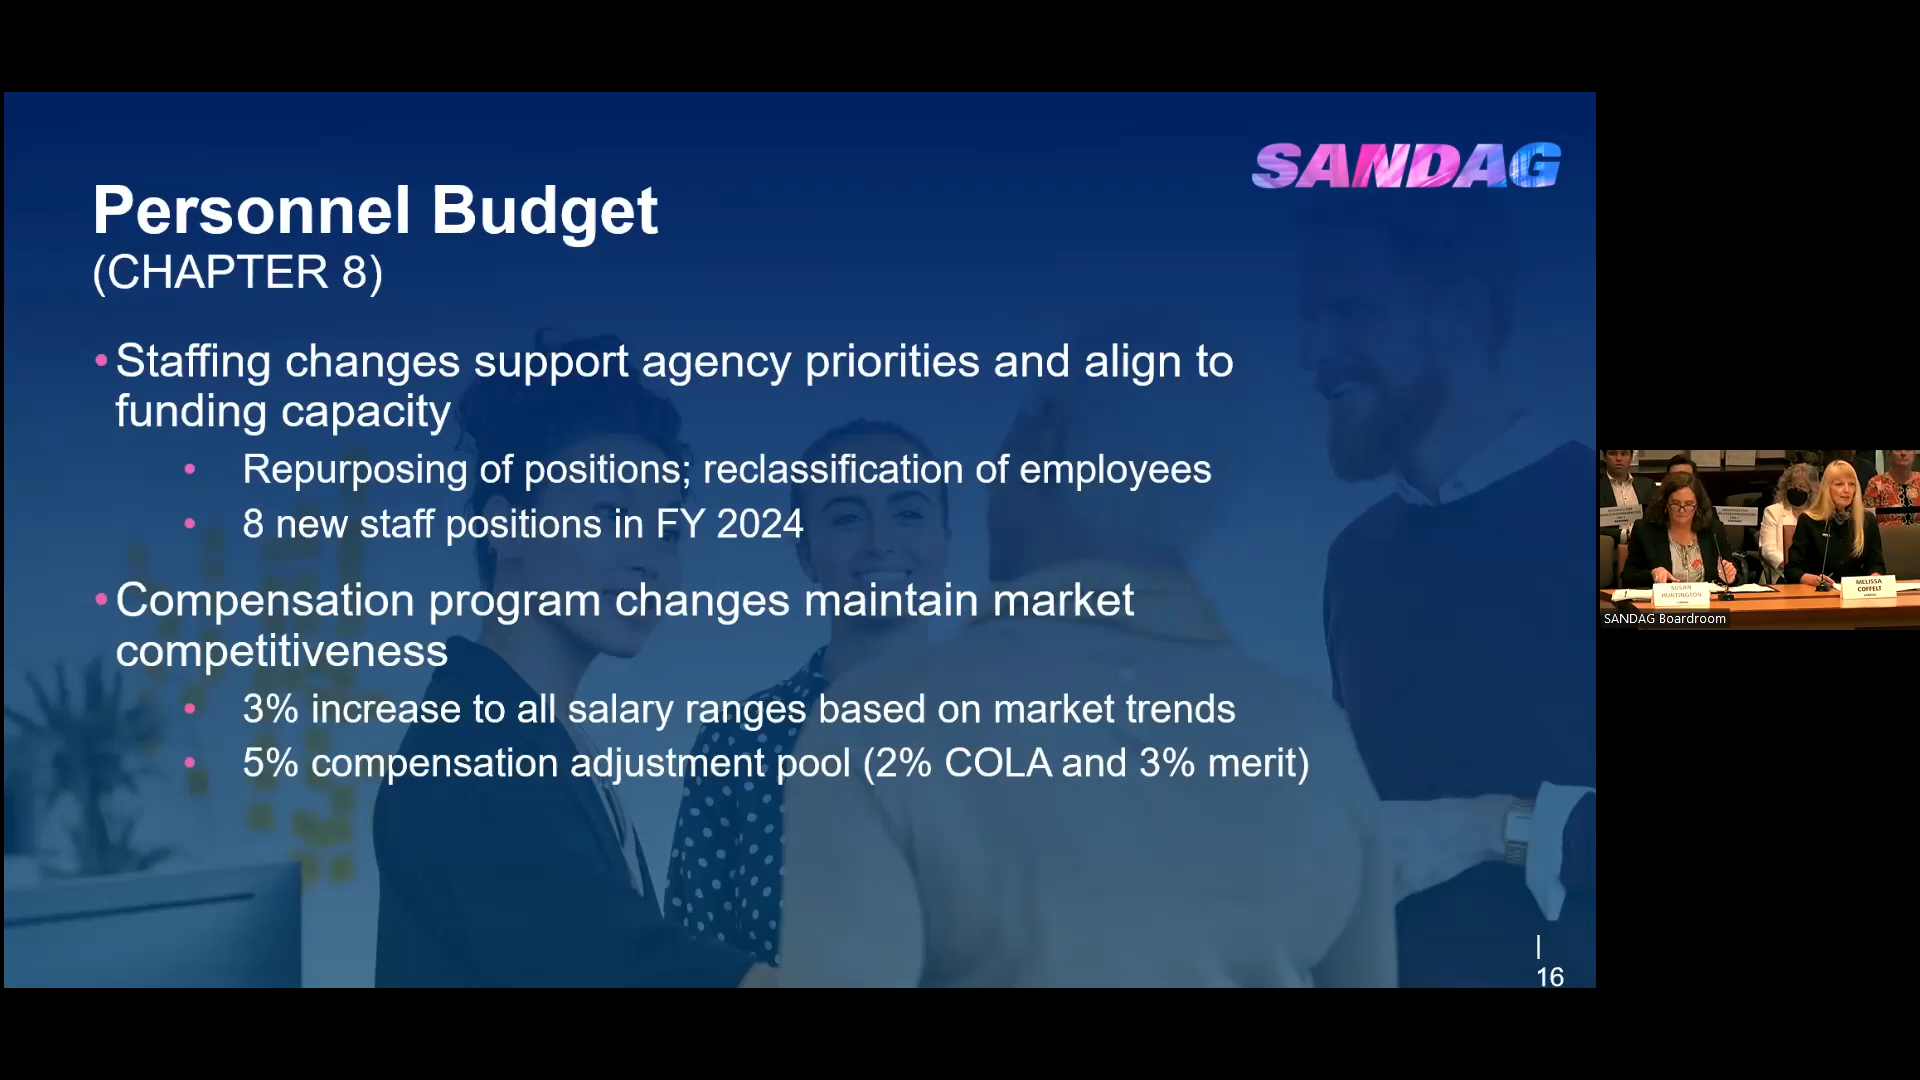 SANDAG
Personnel Budget
(CHAPTER 8)
•Staffing changes support agency priorities and align to
funding capacity
• Repurposing of positions; reclassification of employees
• 8 new staff positions in FY 2024
•Compensation program changes maintain market
competitiveness
• 3% increase to all salary ranges based on market trends
• 5% compensation adjustment pool (2% COLA and 3% merit)
|
16
SUSAN
HUNTINGTON
MELISSA
COFFELT
SANDAG Boardroom